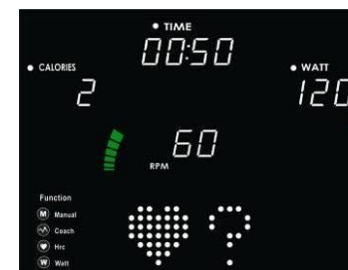 TIME
00:50
CALORIES
2
WATT
120
60
RPM
Function
M Manual
Coach
Hrc
W Watt
?